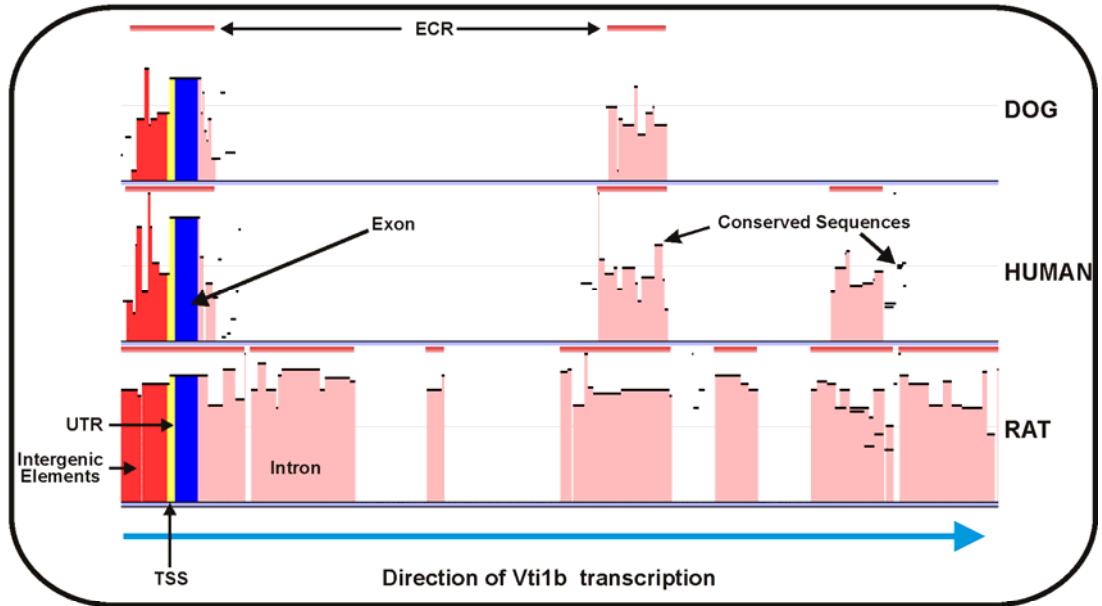 ECR
DOG
Exon
Conserved Sequences
HUMAN
UTR
Intergenic
Elements
Intron
RAT
TSS
Direction of Vti1b transcription